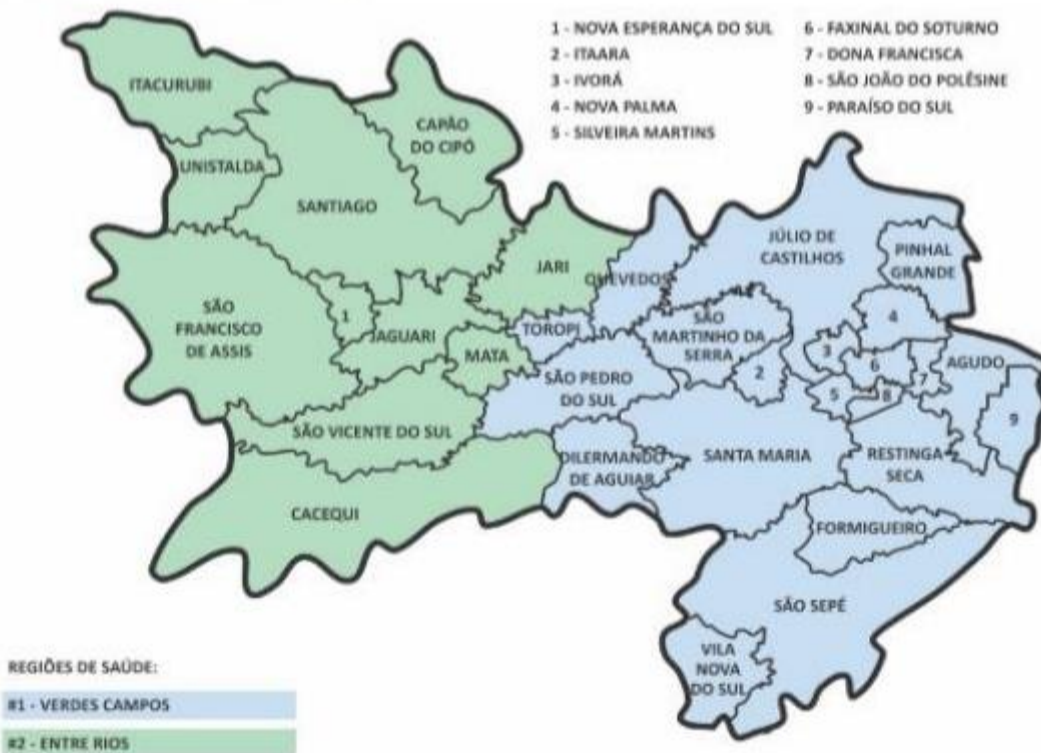 1 - NOVA ESPERANÇA DO SUL
2 - ITAARA
3 - IVORÁ
4 - NOVA PALMA
5 - SILVEIRA MARTINS
6 - FAXINAL DO SOTURNO
7 - DONA FRANCISCA
8 - SÃO JOÃO DO POLÊSINE
9 - PARAÍSO DO SUL
ITACURUBI
CAPÃO
DO CIPÓ
UNISTALDA
SANTIAGO
JÚLIO DE
CASTILHOS
PINHAL
GRANDE
JARI
QUEVEDOS
SÃO
FRANCISCO
DE ASSIS
1
JAGUARI
TOROPI
SÃO
MARTINHO DA
SERRA
4
MATA
3
6
AGUDO
2
7
SÃO PEDRO
DO SUL
5
8
9
SÃO VICENTE DO SUL
DILERMANDO
DE AGUIAR
SANTA MARIA
RESTINGA
SECA
CACEQUI
FORMIGUEIRO
SÃO SEPÉ
VILA
NOVA
DO SUL
REGIÕES DE SAÚDE:
#1 - VERDES CAMPOS
#2 - ENTRE RIOS